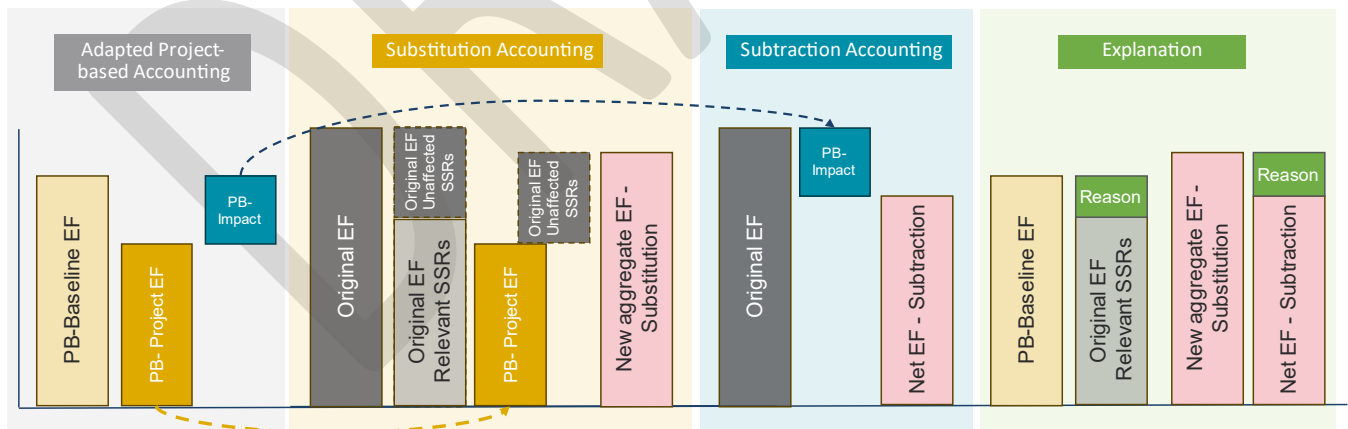 Adapted Project-
based Accounting
Substitution Accounting
Subtraction Accounting
Explanation
PB-Baseline EF
PB- Project EF
PB-
Impact
Original EF
Original EF
Unaffected
SSRs
Original EF
Relevant SSRs
PB- Project EF
Original EF
Unaffected
SSRs
New aggregate EF -
Substitution
Original EF
PB-
Impact
Net EF - Subtraction
PB-Baseline EF
Reason
Original EF
Relevant SSRs
New aggregate EF -
Substitution
Reason
Net EF - Subtraction